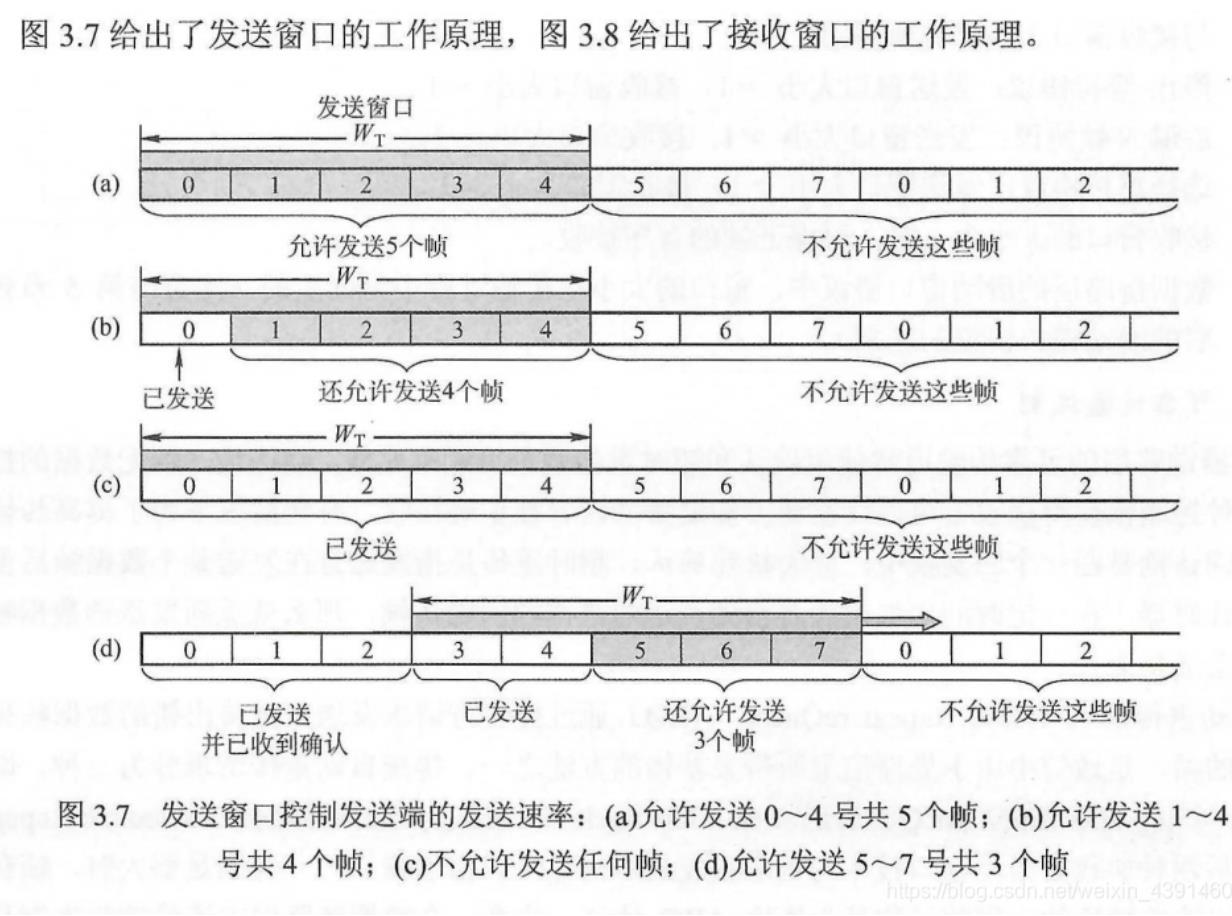 图 3.7 给出了发送窗口的工作原理，图 3.8 给出了接收窗口的工作原理。
发送窗口
W_T
(a) 0 1 2 3 4 5 6 7 0 1 2
允许发送5个帧 不允许发送这些帧
W_T
(b) 0 1 2 3 4 5 6 7 0 1 2
已发送 还允许发送4个帧 不允许发送这些帧
W_T
(c) 0 1 2 3 4 5 6 7 0 1 2
已发送 不允许发送这些帧
W_T
(d) 0 1 2 3 4 5 6 7 0 1 2
已发送 已发送 还允许发送 不允许发送这些帧
并已收到确认 3个帧
图 3.7 发送窗口控制发送端的发送速率：(a)允许发送 0~4 号共 5 个帧；(b)允许发送 1~4
号共 4 个帧；(c)不允许发送任何帧；(d)允许发送 5~7 号共 3 个帧
https://blog.csdn.net/weixin_4391460